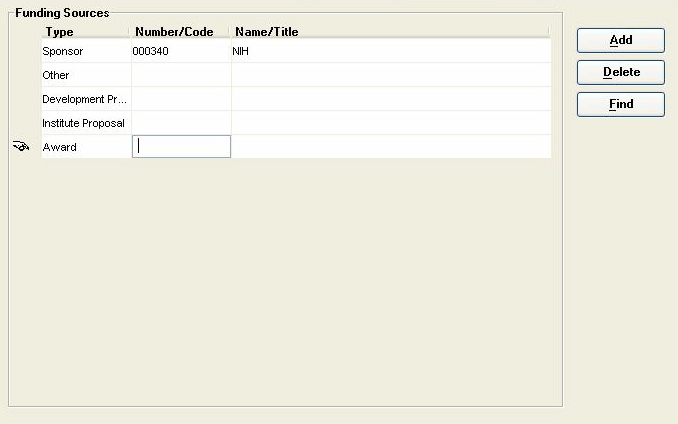 Funding Sources
Type Number/Code Name/Title
Sponsor 000340 NIH
Other
Development Pr...
Institute Proposal
Award
Add
Delete
Find